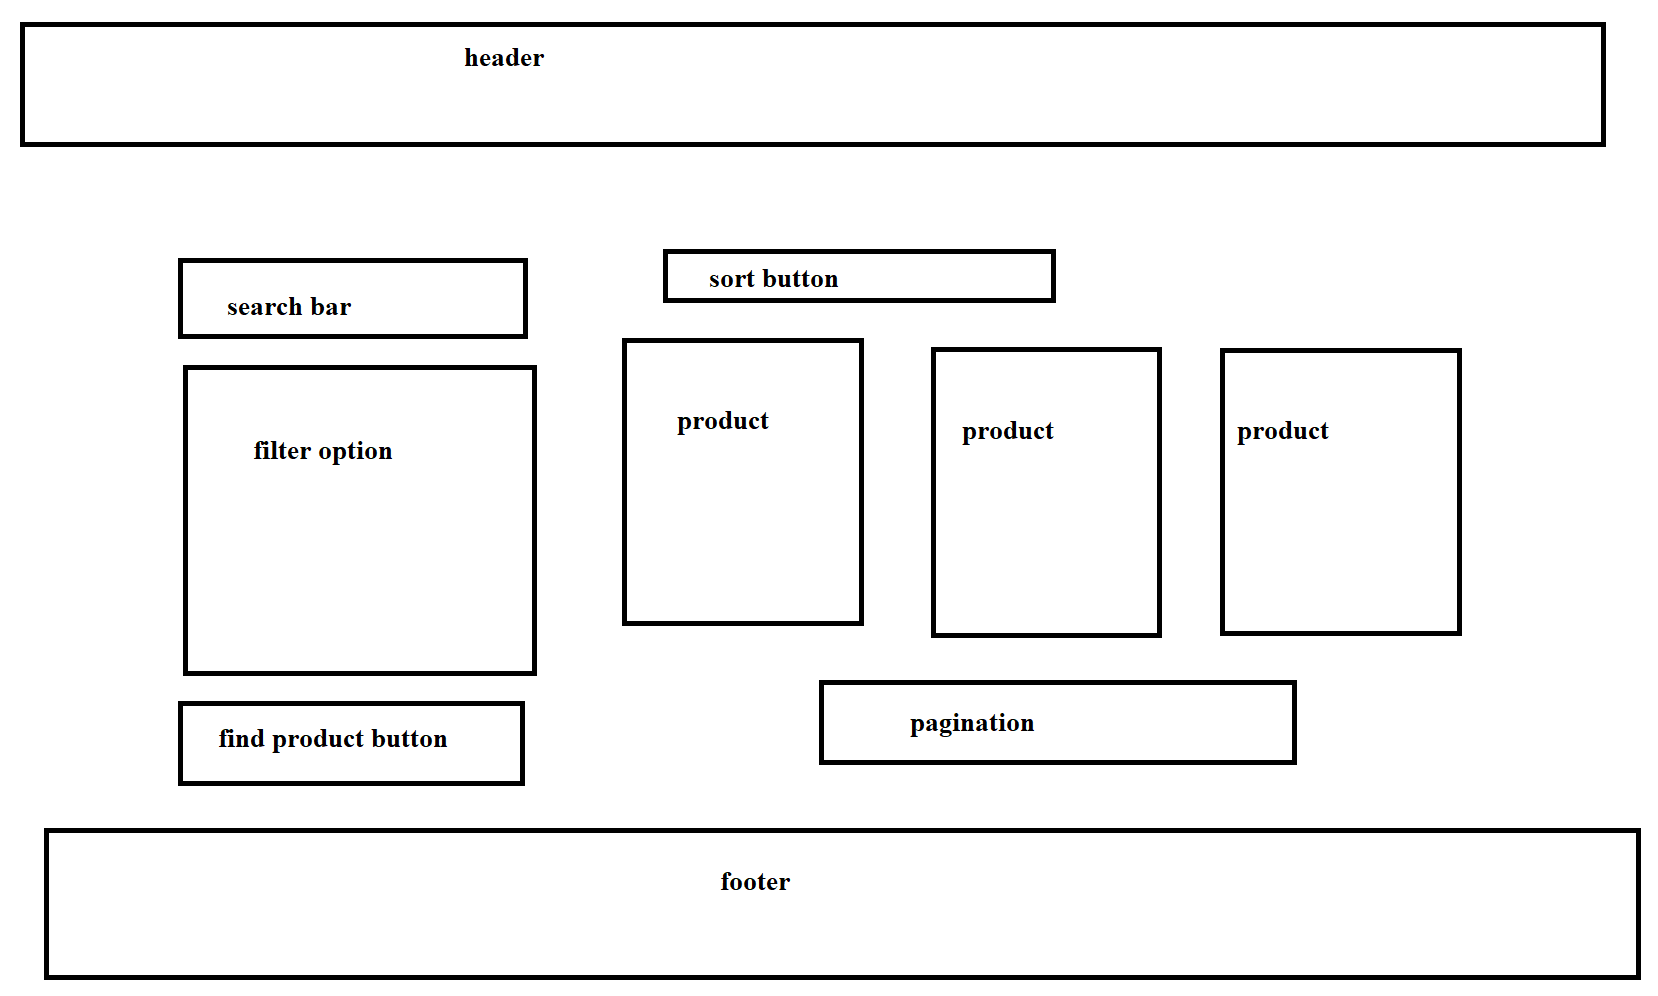 header
search bar
sort button
filter option
product
product
product
find product button
pagination
footer